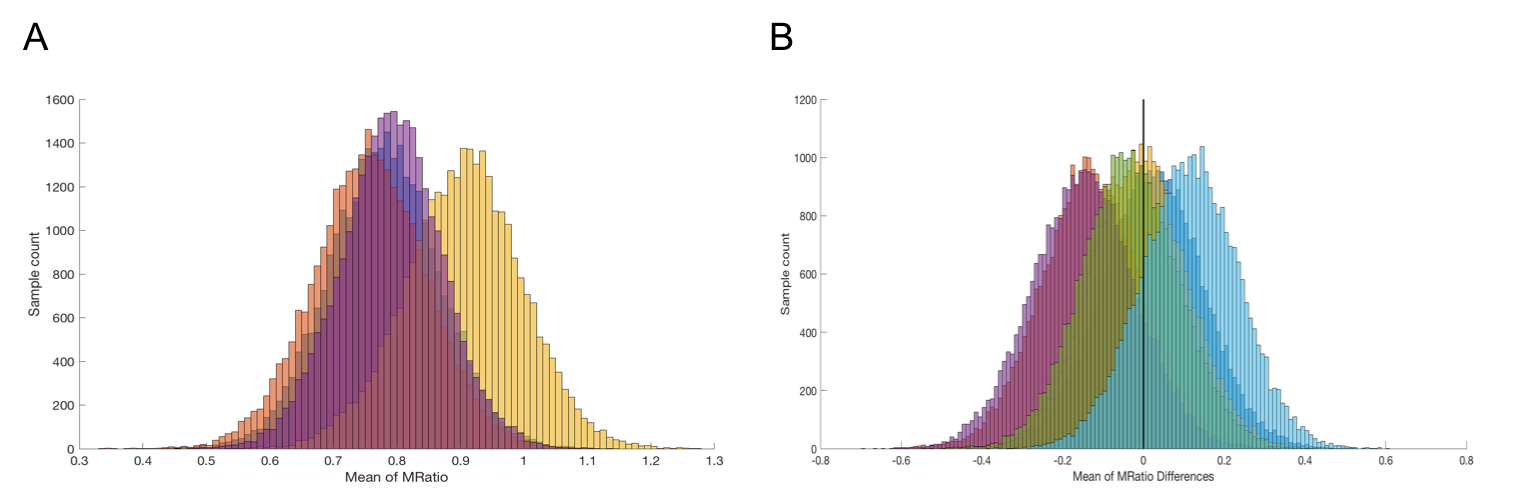 A
B
1600
1400
1200
1000
800
600
400
200
0
Sample count
0.3 0.4 0.5 0.6 0.7 0.8 0.9 1 1.1 1.2 1.3
Mean of MRatio
1200
1000
800
600
400
200
0
Sample count
-0.8 -0.6 -0.4 -0.2 0 0.2 0.4 0.6 0.8
Mean of MRatio Differences